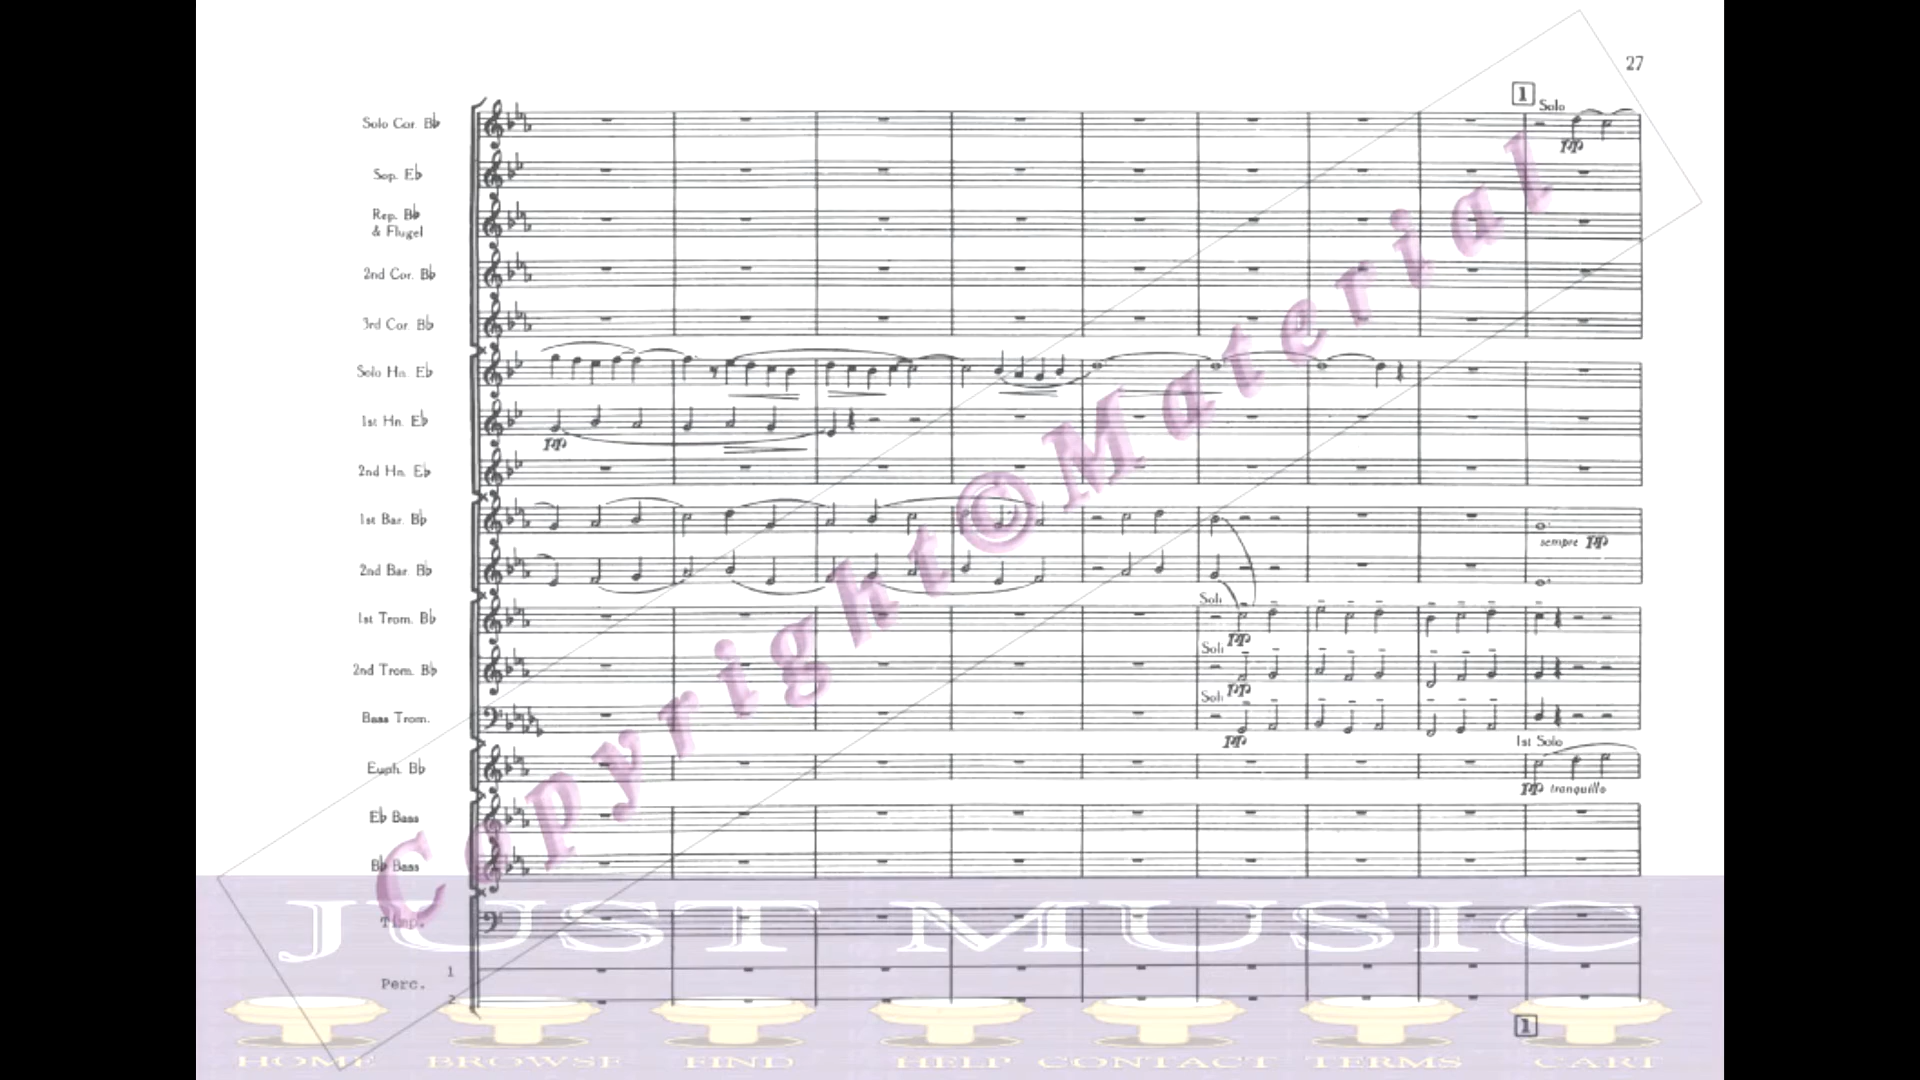 27
1 Solo
Solo Cor. B♭
pp
Sop. E♭
Rep. B♭
& Flugel
2nd Cor. B♭
3rd Cor. B♭
Solo Hn. E♭
1st Hn. E♭
pp
2nd Hn. E♭
1st Bar. B♭
sempre pp
2nd Bar. B♭
Soli
1st Trom. B♭
pp
Soli
2nd Trom. B♭
pp
Soli
Bass Trom.
pp
1st Solo
Euph. B♭
pp tranquillo
E♭ Bass
B♭ Bass
Timp.
1
Perc.
2
1
Copyright © Material
JUST MUSIC
HOME BROWSE FIND HELP CONTACT TERMS CART